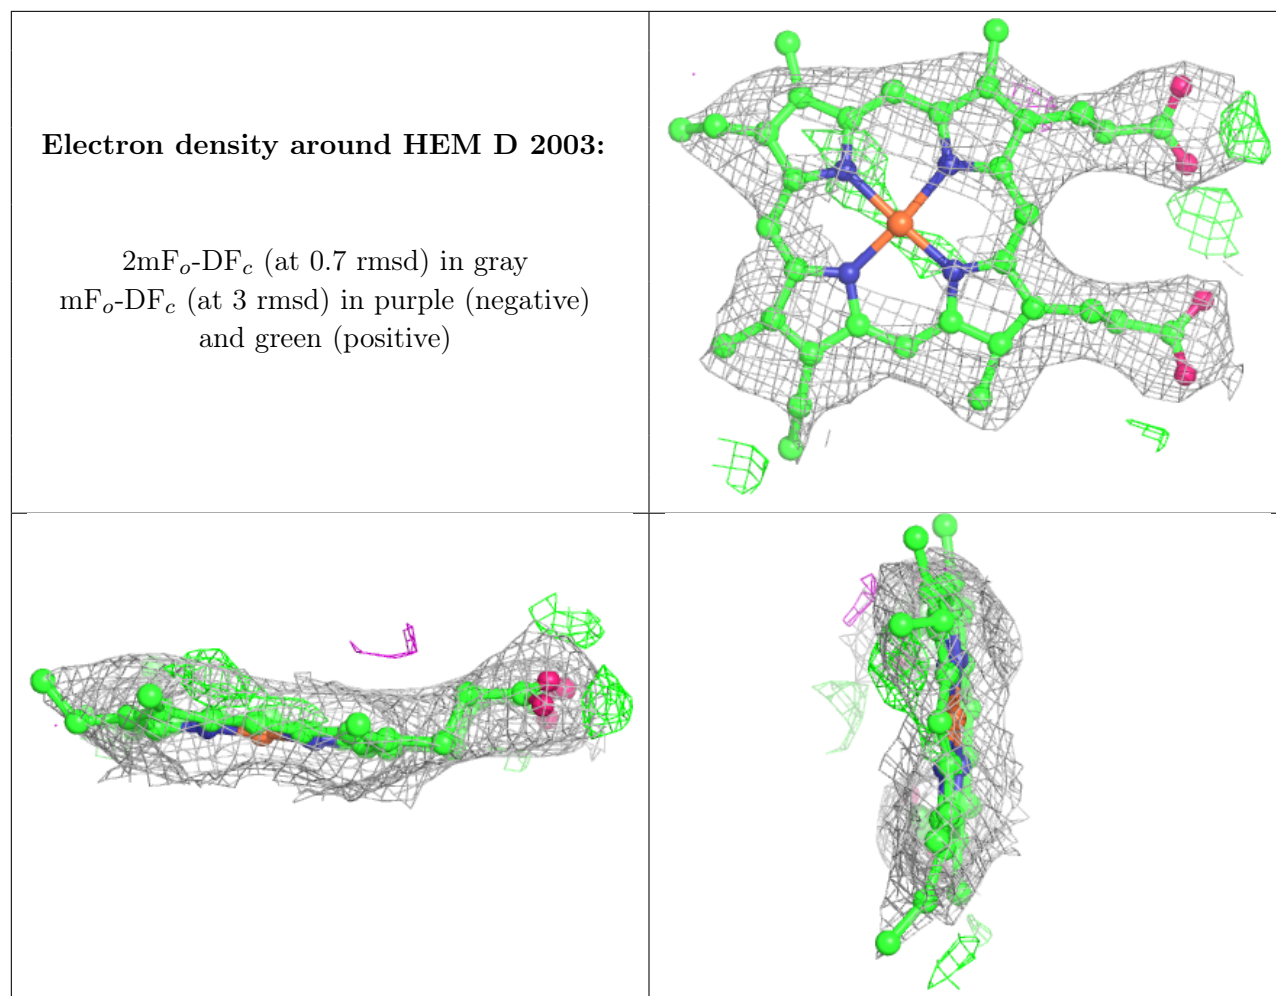 Electron density around HEM D 2003:
2mFo-DFc (at 0.7 rmsd) in gray
mFo-DFc (at 3 rmsd) in purple (negative)
and green (positive)